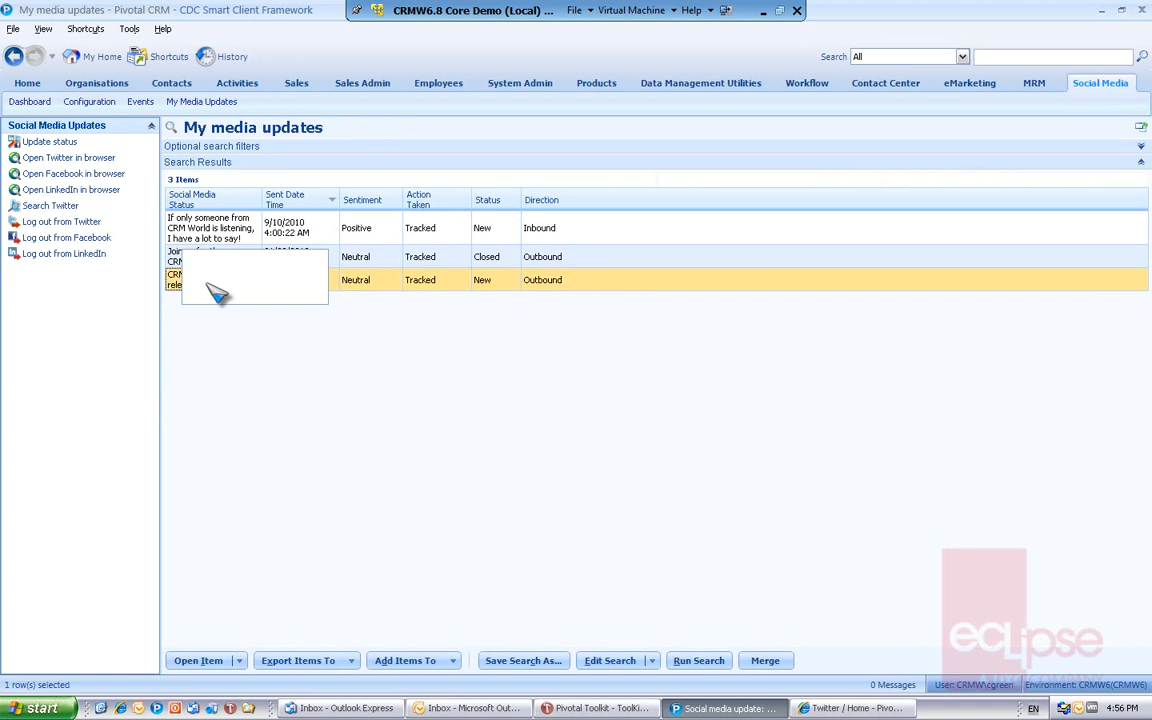 My media updates - Pivotal CRM - CDC Smart Client Framework
CRMW6.8 Core Demo (Local) ...
File
Virtual Machine
Help
File View Shortcuts Tools Help
My Home Shortcuts History
Search All
Home Organisations Contacts Activities Sales Sales Admin Employees System Admin Products Data Management Utilities Workflow Contact Center eMarketing MRM Social Media
Dashboard Configuration Events My Media Updates
Social Media Updates
Update status
Open Twitter in browser
Open Facebook in browser
Open LinkedIn in browser
Search Twitter
Log out from Twitter
Log out from Facebook
Log out from LinkedIn
My media updates
Optional search filters
Search Results
3 Items
Social Media Status
Sent Date Time
Sentiment
Action Taken
Status
Direction
If only someone from
CRM World is listening,
I have a lot to say!
9/10/2010
4:00:22 AM
Positive Tracked New Inbound
Neutral Tracked Closed Outbound
Neutral Tracked New Outbound
Open Item Export Items To Add Items To Save Search As... Edit Search Run Search Merge
eclipse
1 row(s) selected
0 Messages User: CRMW\cgreen Environment: CRMW6(CRMW6)
start
Inbox - Outlook Express
Inbox - Microsoft Out...
Pivotal Toolkit - ToolKi...
Social media update: ...
Twitter / Home - Pivo...
EN
4:56 PM